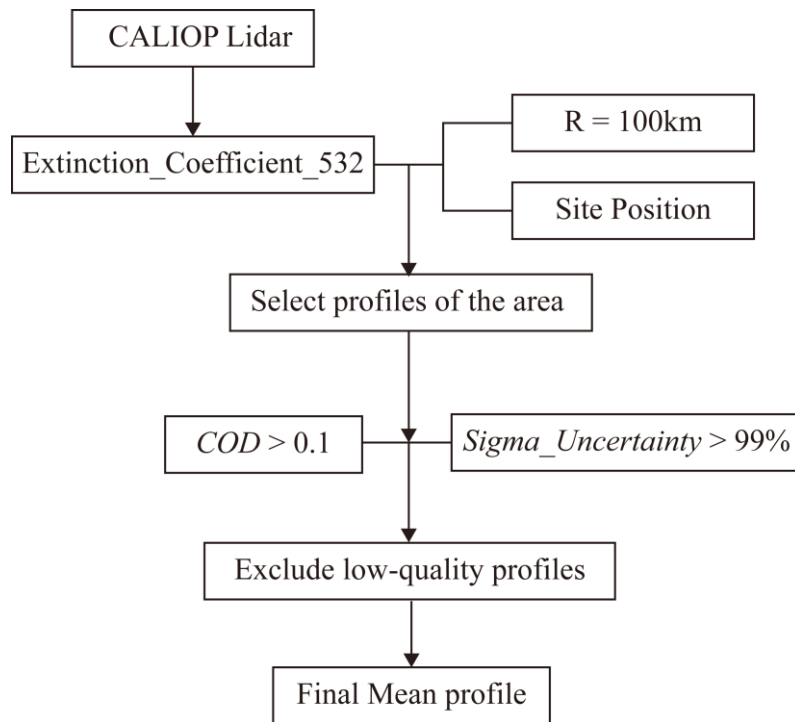 CALIOP Lidar
R = 100km
Extinction_Coefficient_532
Site Position
Select profiles of the area
COD > 0.1
Sigma_Uncertainty > 99%
Exclude low-quality profiles
Final Mean profile